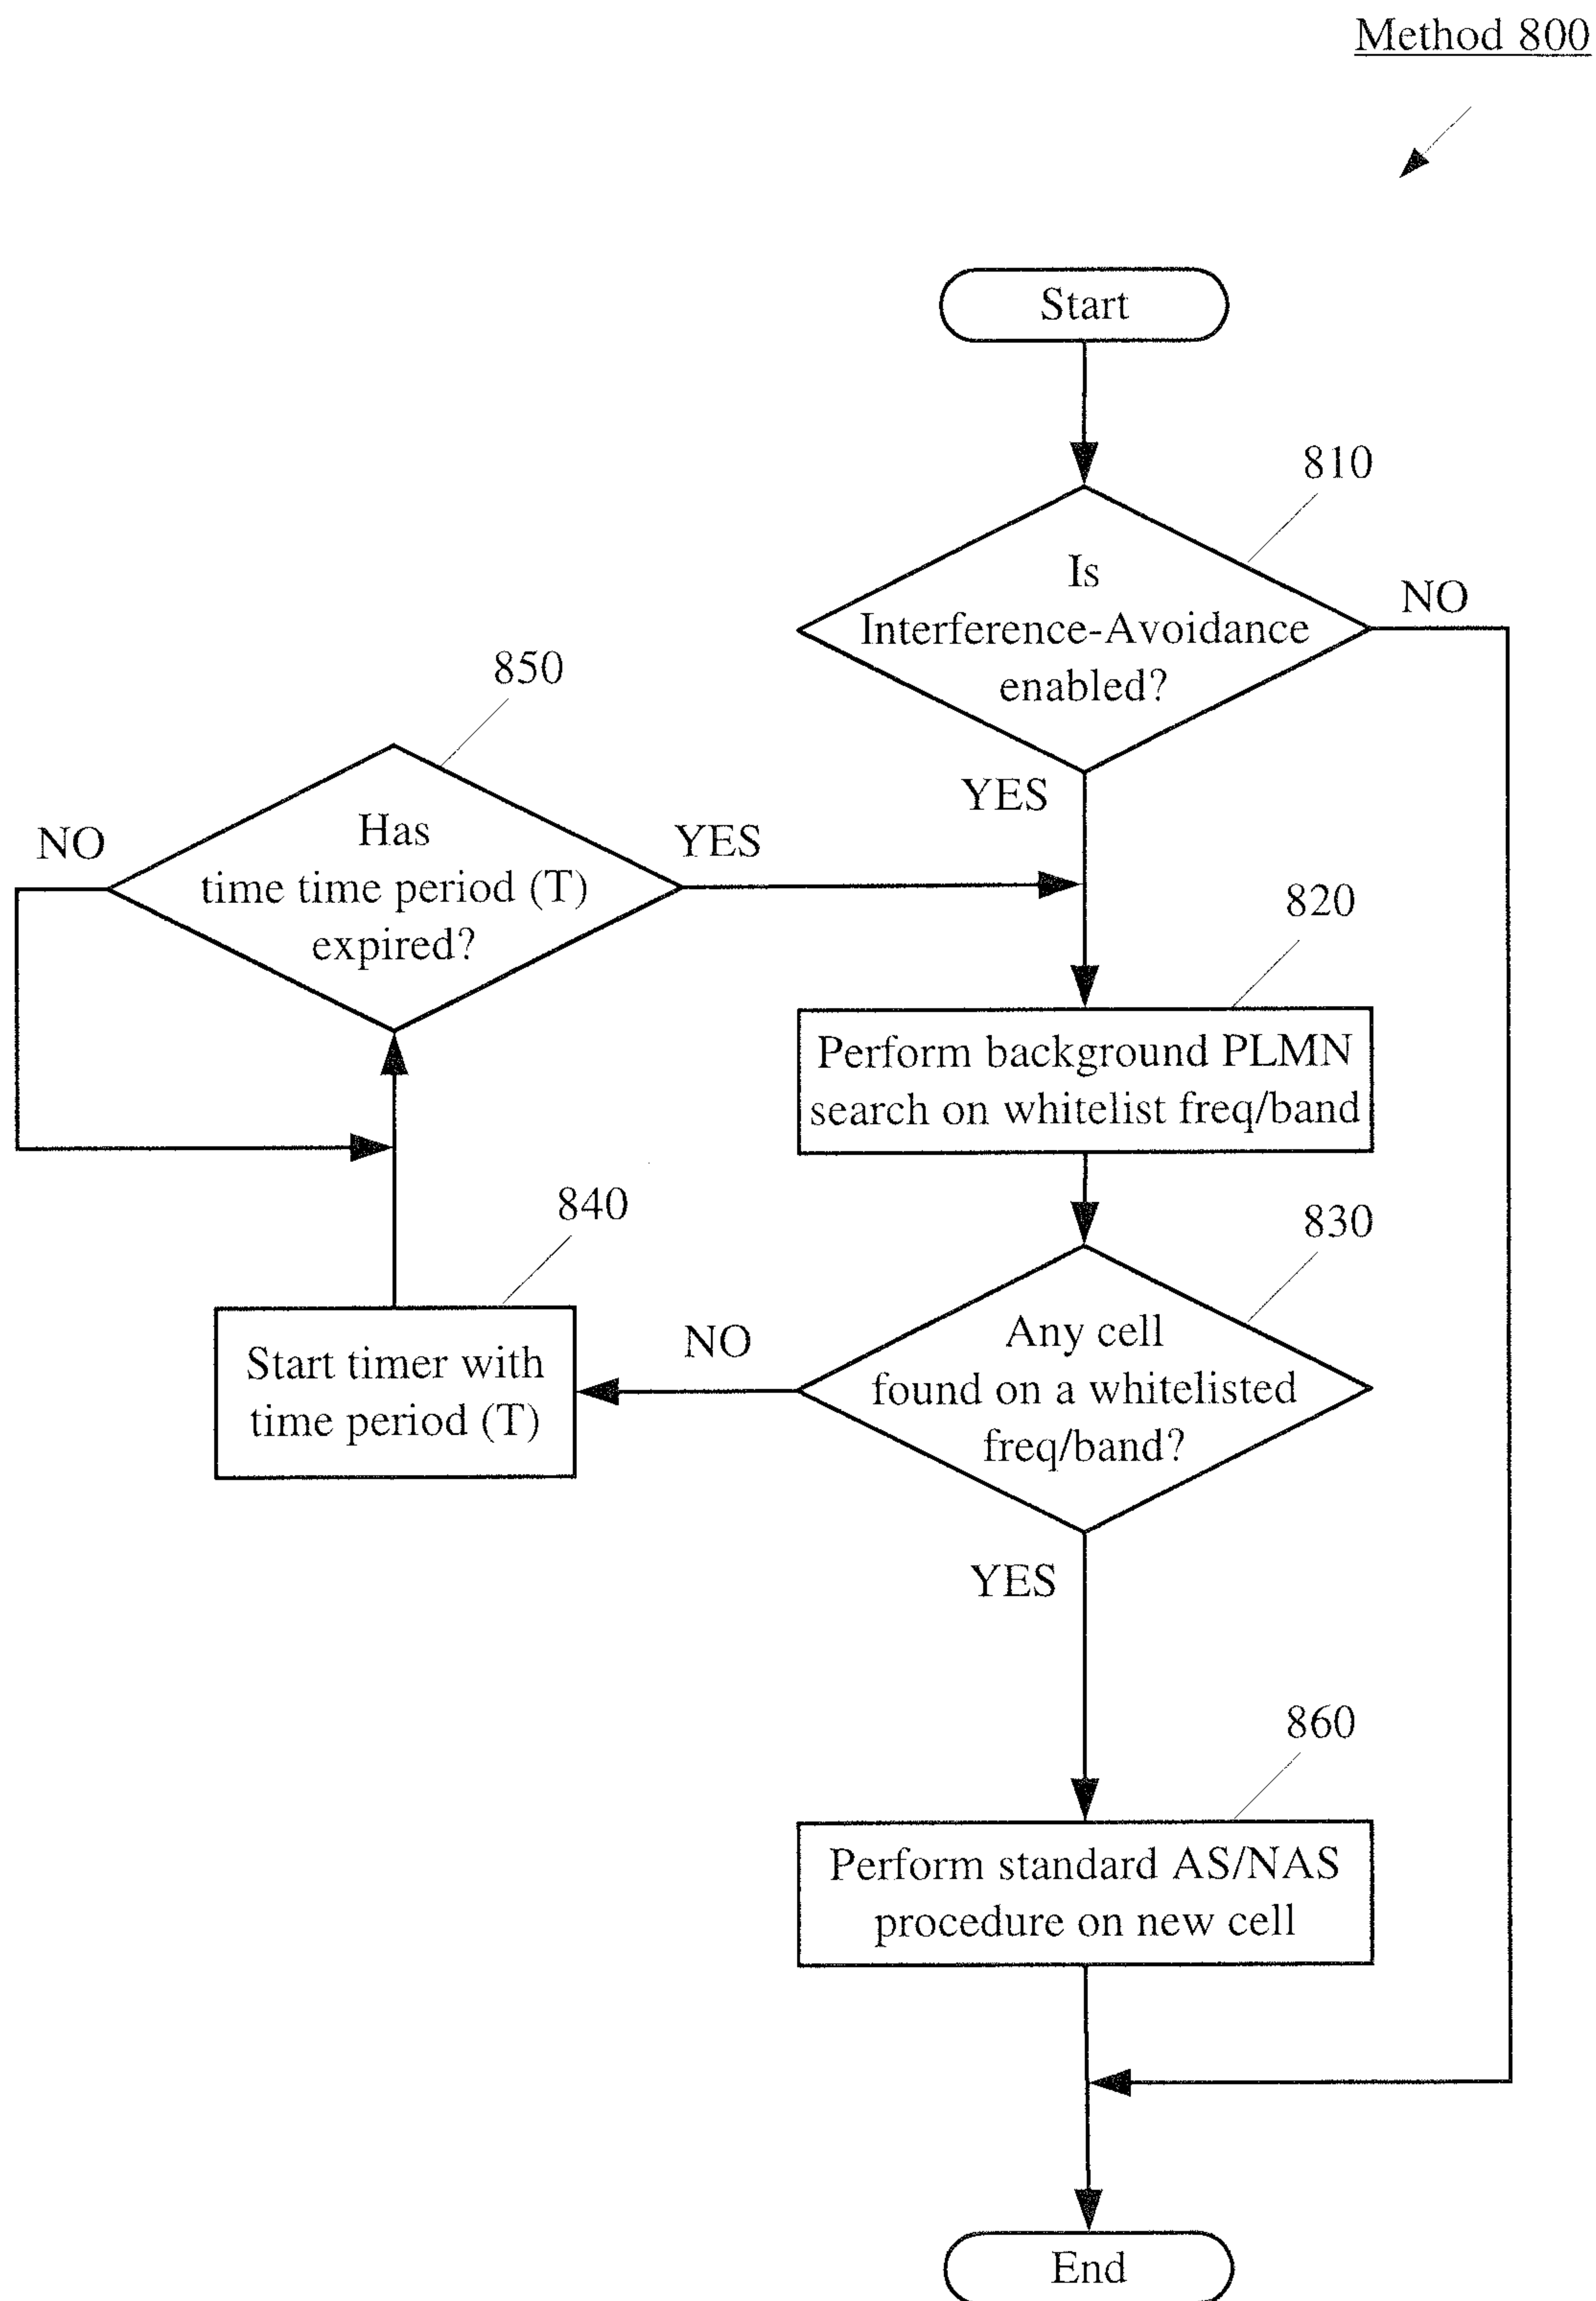 Method 800
Start
810
Is
Interference-Avoidance
enabled?
NO
YES
850
Has
time time period (T)
expired?
NO
YES
820
Perform background PLMN
search on whitelist freq/band
830
Any cell
found on a whitelisted
freq/band?
NO
840
Start timer with
time period (T)
YES
860
Perform standard AS/NAS
procedure on new cell
End